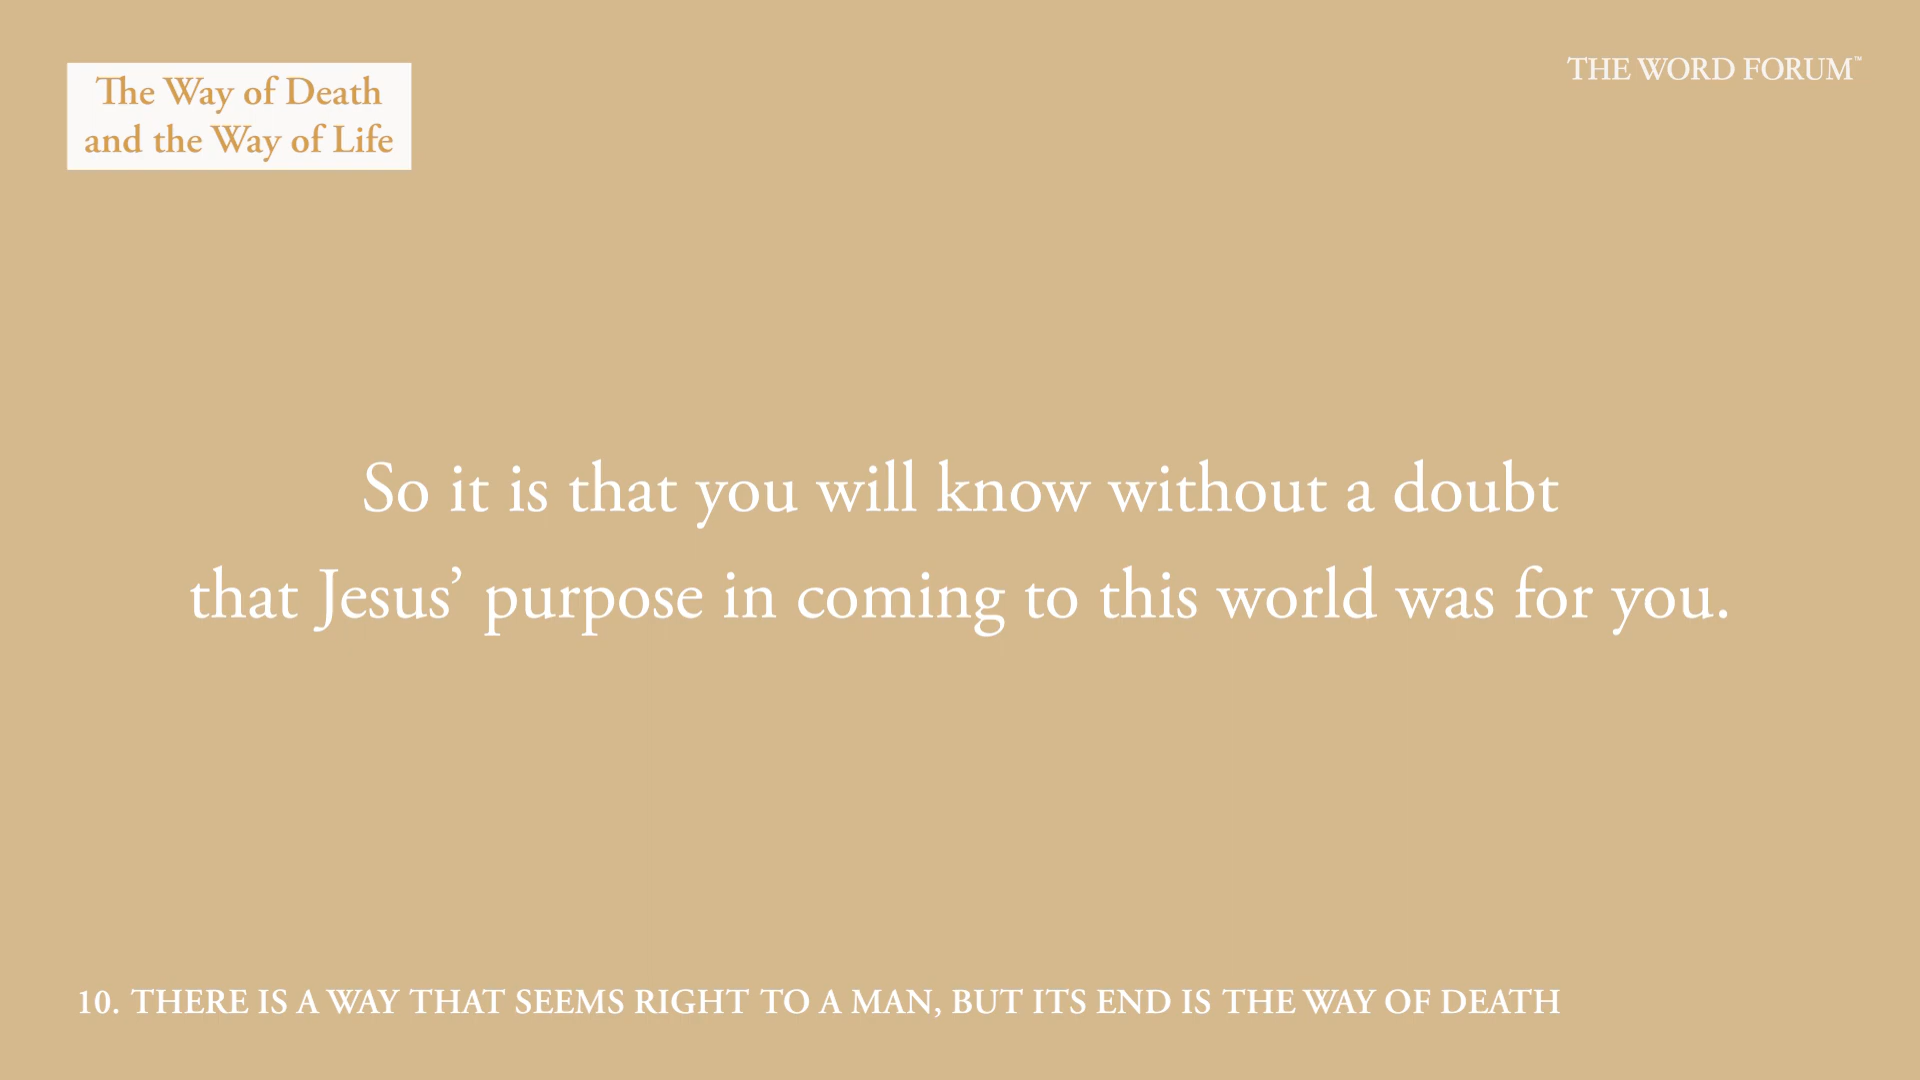 The Way of Death
and the Way of Life
THE WORD FORUM™
So it is that you will know without a doubt
that Jesus’ purpose in coming to this world was for you.
10. THERE IS A WAY THAT SEEMS RIGHT TO A MAN, BUT ITS END IS THE WAY OF DEATH